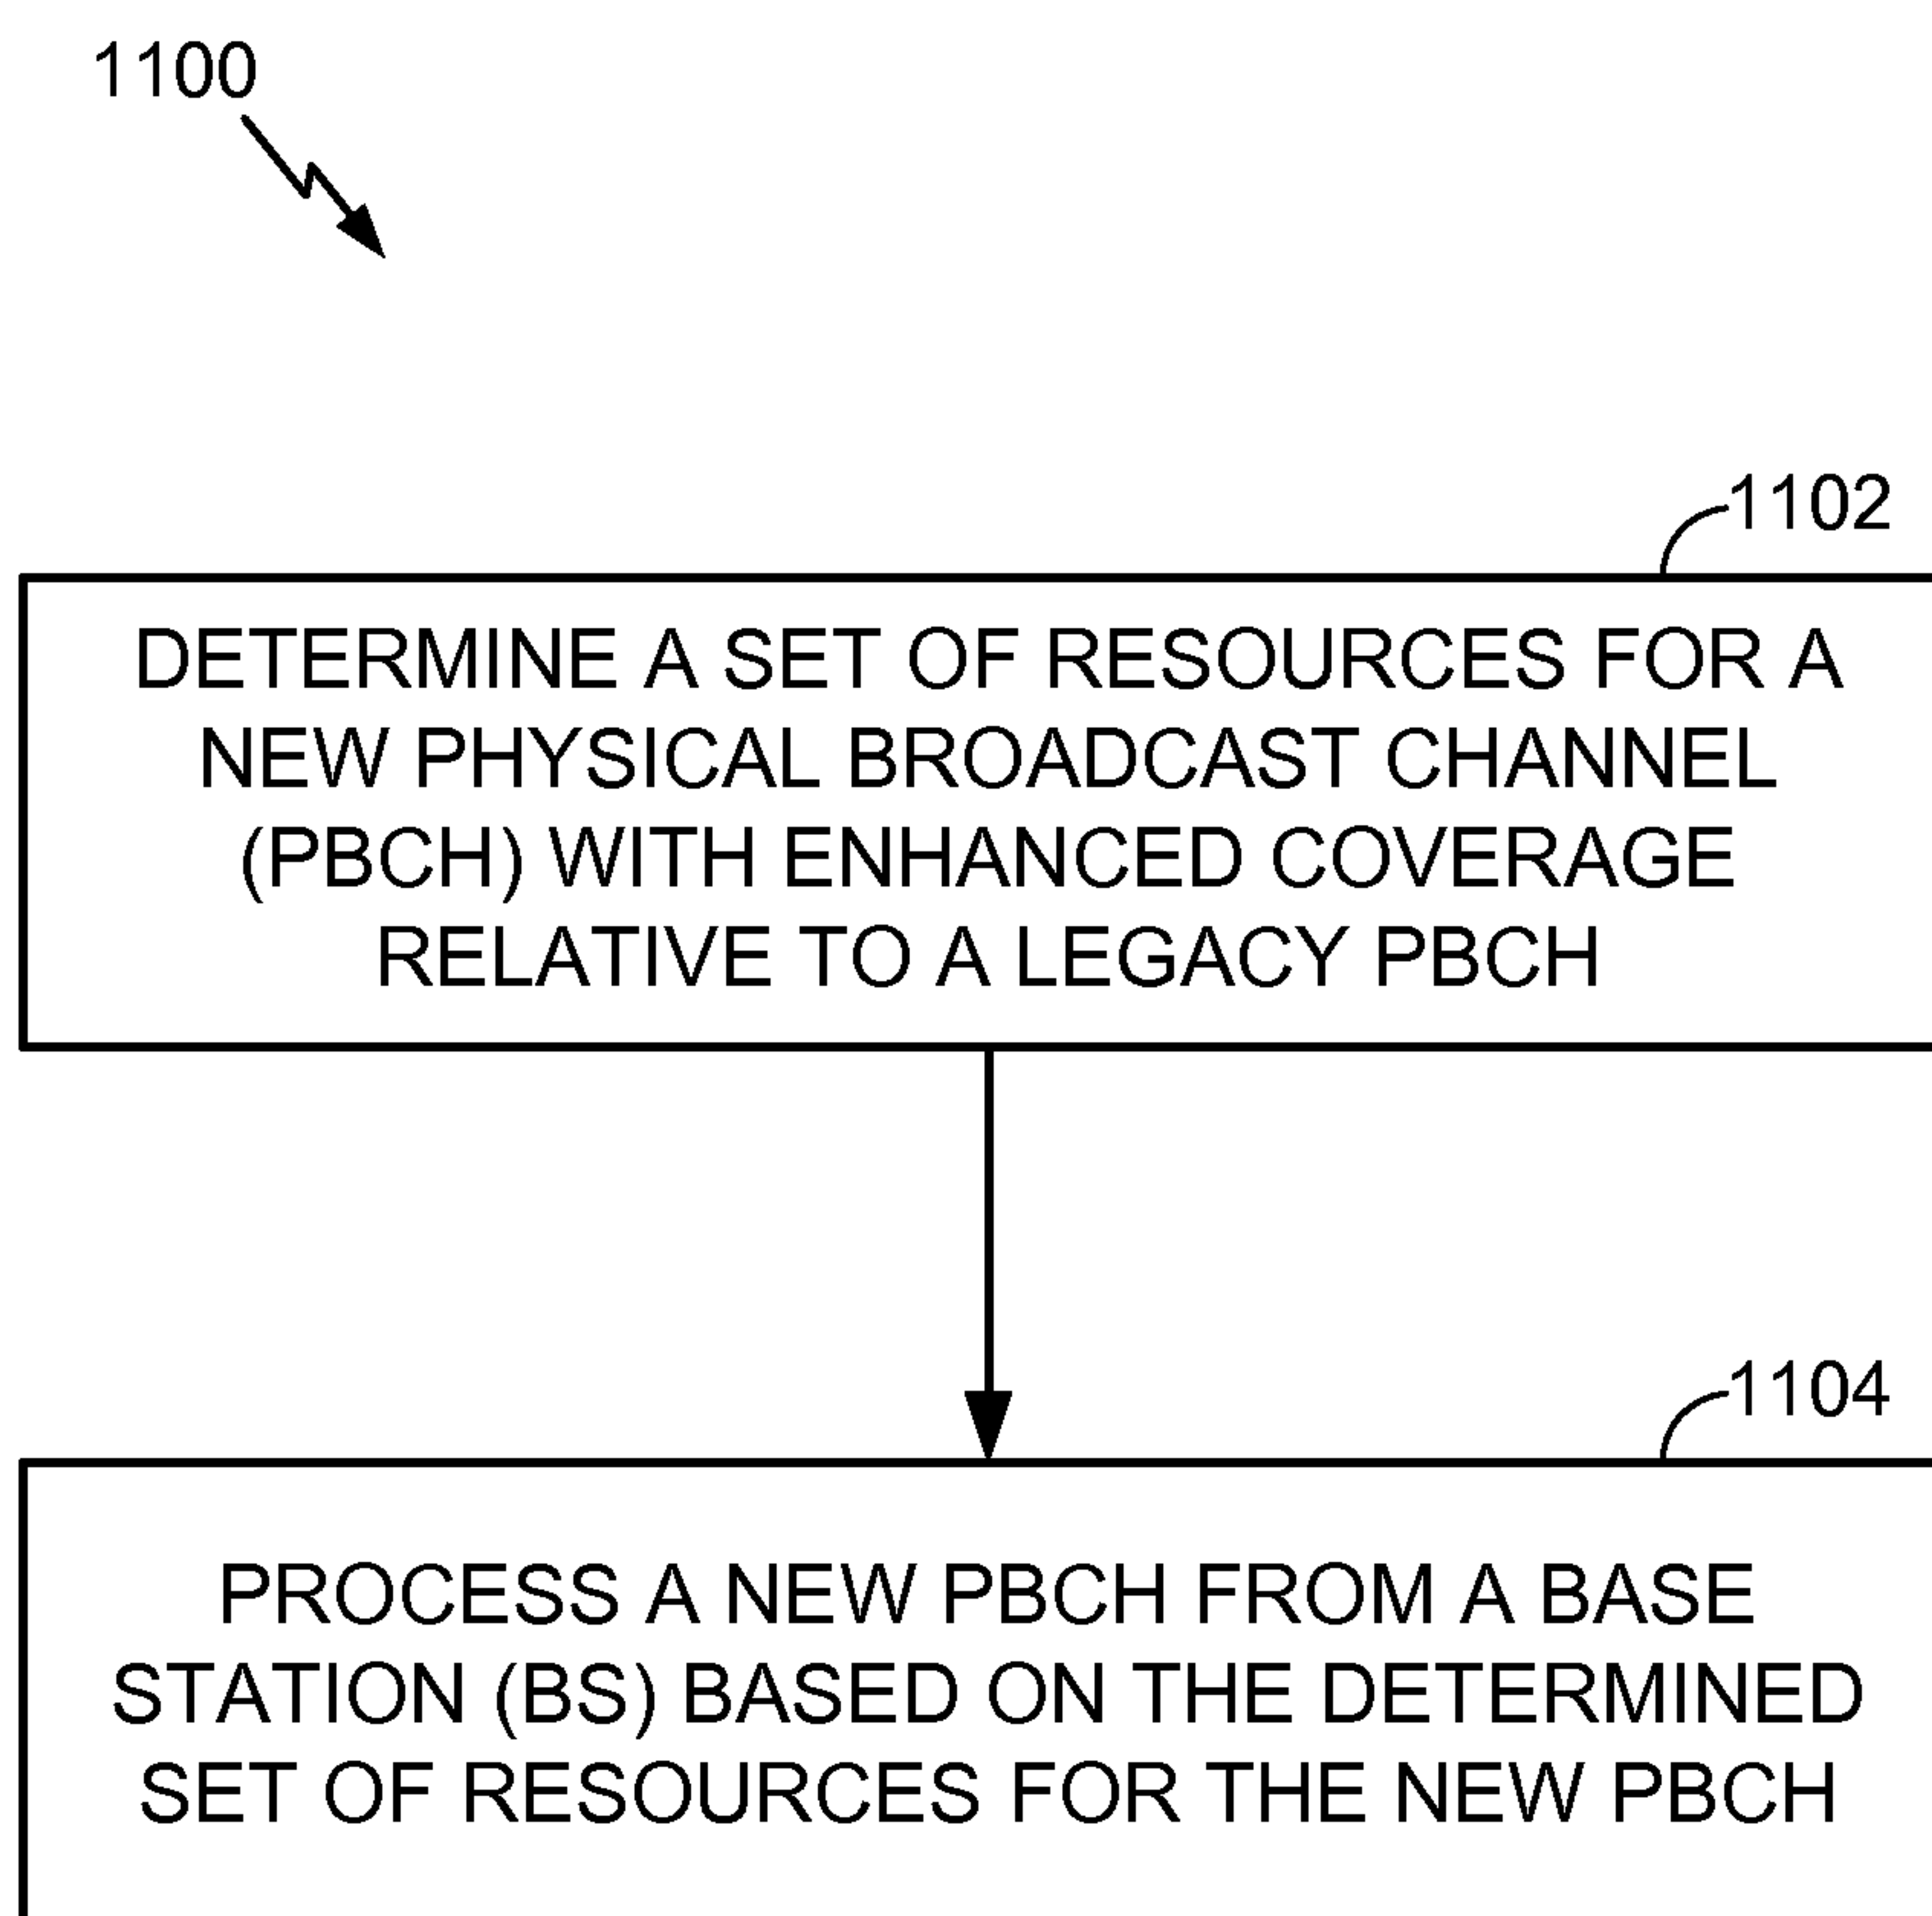 1100
1102
DETERMINE A SET OF RESOURCES FOR A
NEW PHYSICAL BROADCAST CHANNEL
(PBCH) WITH ENHANCED COVERAGE
RELATIVE TO A LEGACY PBCH
1104
PROCESS A NEW PBCH FROM A BASE
STATION (BS) BASED ON THE DETERMINED
SET OF RESOURCES FOR THE NEW PBCH